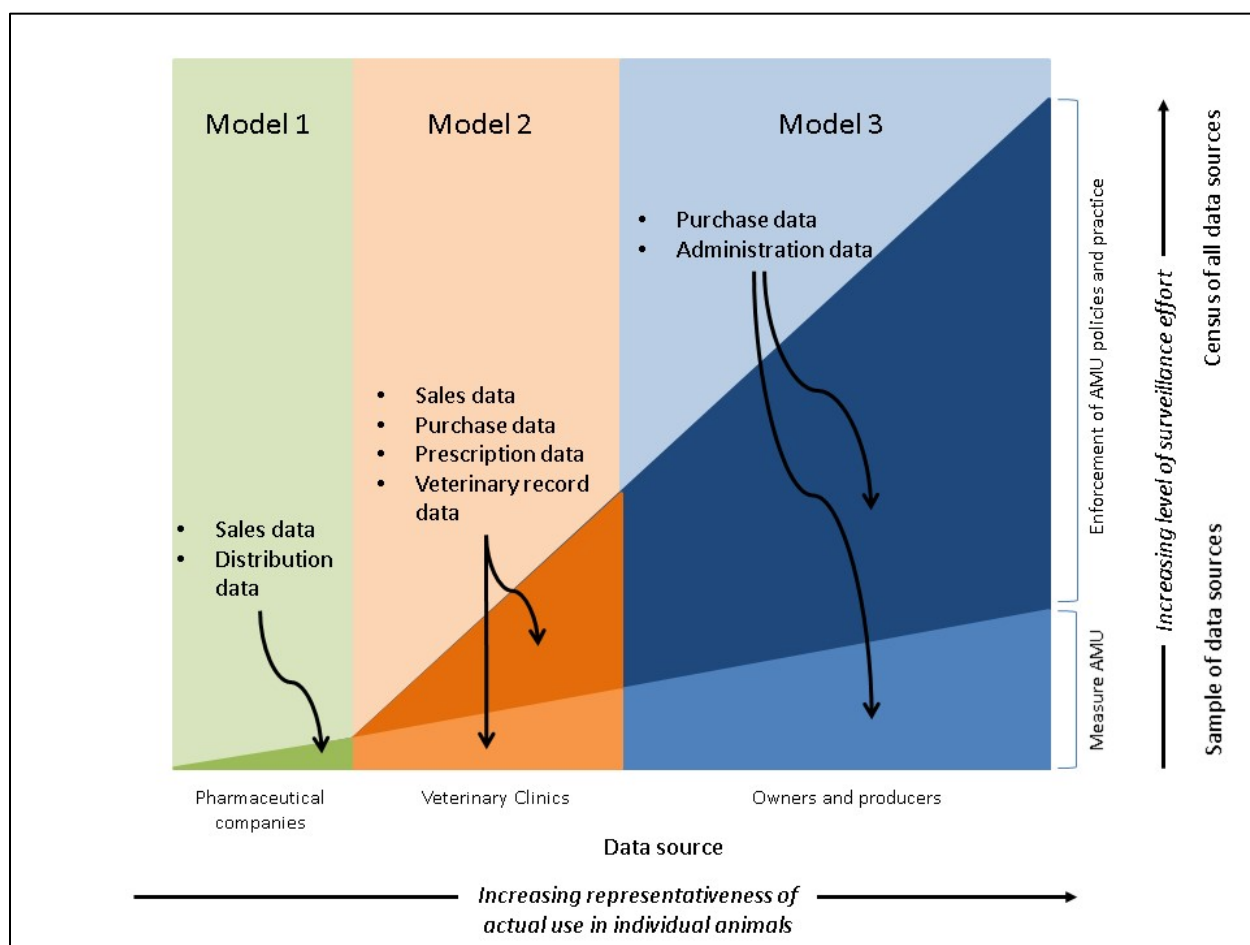 Model 1
Model 2
Model 3
• Purchase data
• Administration data
• Sales data
• Purchase data
• Prescription data
• Veterinary record
data
• Sales data
• Distribution
data
Enforcement of AMU policies and practice
Measure AMU
Increasing level of surveillance effort
Census of all data sources
Sample of data sources
Pharmaceutical
companies
Veterinary Clinics
Owners and producers
Data source
Increasing representativeness of
actual use in individual animals